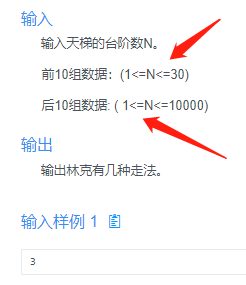 输入
输入天梯的台阶数N。
前10组数据：(1<=N<=30)
后10组数据: ( 1<=N<=10000)
输出
输出林克有几种走法。
输入样例 1
3